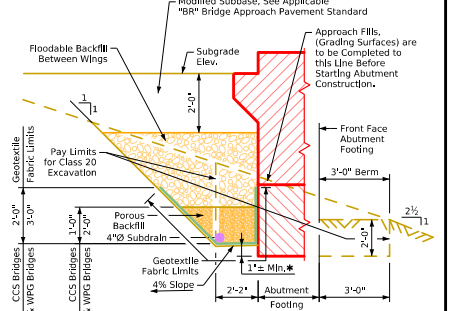 Modified Subbase, See Applicable
"BR" Bridge Approach Pavement Standard
Floodable Backfill
Between Wings
Subgrade
Elev.
Approach Fills,
(Grading Surfaces) are
to be Completed to
this Line Before
Starting Abutment
Construction.
1
1
2'-0"
Geotextile
Fabric Limits
Pay Limits
for Class 20
Excavation
Front Face
Abutment
Footing
3'-0" Berm
2½
1
2'-0"
3'-0"
1'-0"
2'-0"
Porous
Backfill
4"Ø Subdrain
2'-0"
Geotextile
Fabric Limits
1"± Min.✱
4% Slope
CCS Bridges
& WPG Bridges
CCS Bridges
& WPG Bridges
2'-2"
Abutment
Footing
3'-0"